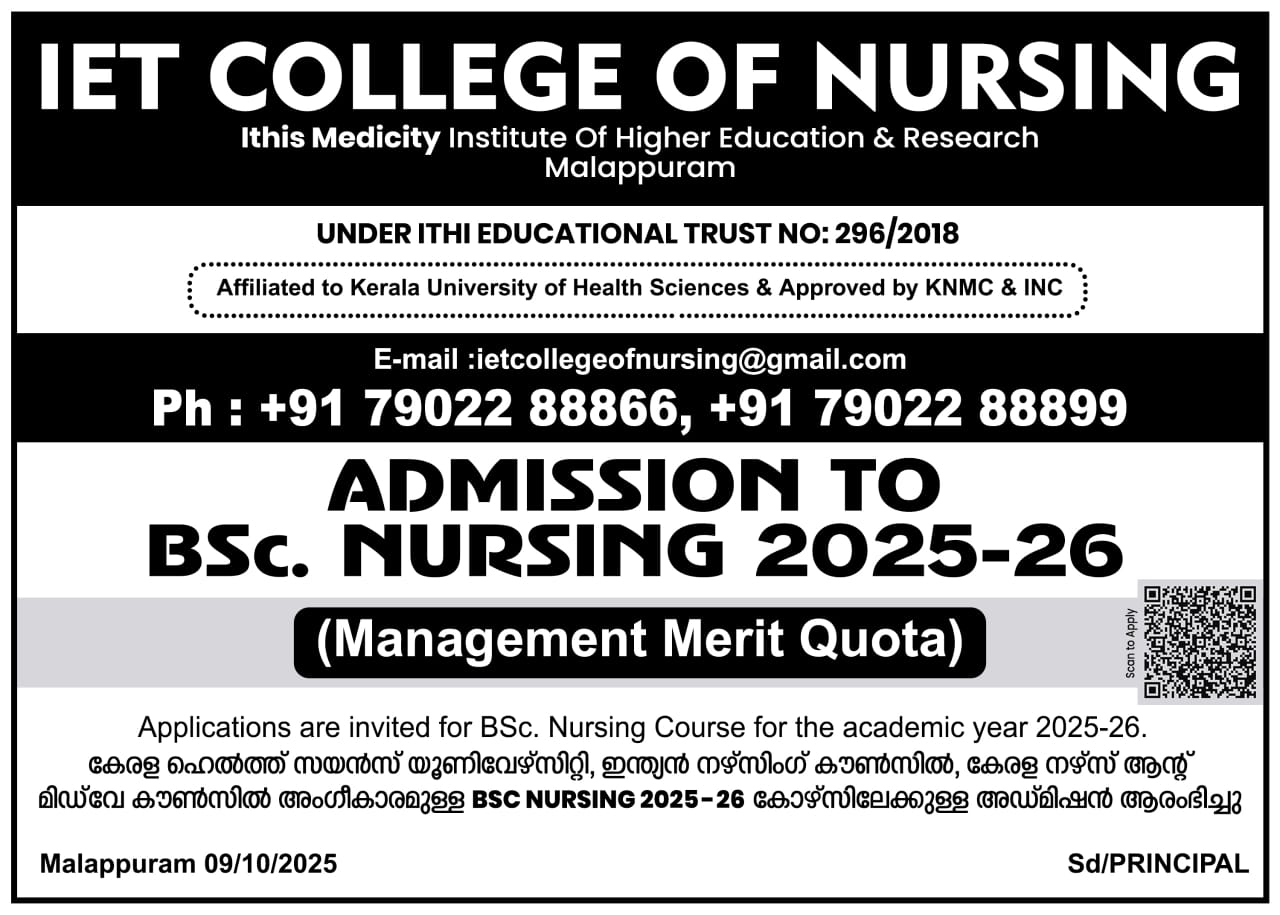 IET COLLEGE OF NURSING
Ithis Medicity Institute Of Higher Education & Research
Malappuram
UNDER ITHI EDUCATIONAL TRUST NO: 296/2018
Affiliated to Kerala University of Health Sciences & Approved by KNMC & INC
E-mail :ietcollegeofnursing@gmail.com
Ph : +91 79022 88866, +91 79022 88899
ADMISSION TO
BSc. NURSING 2025-26
(Management Merit Quota)
Scan to Apply
Applications are invited for BSc. Nursing Course for the academic year 2025-26.
കേരള ഹെൽത്ത് സയൻസ് യൂണിവേഴ്സിറ്റി, ഇന്ത്യൻ നഴ്സിംഗ് കൗൺസിൽ, കേരള നഴ്സ് ആന്റ്
മിഡ്‌വേ കൗൺസിൽ അംഗീകാരമുള്ള BSC NURSING 2025-26 കോഴ്സിലേക്കുള്ള അഡ്മിഷൻ ആരംഭിച്ചു
Malappuram 09/10/2025
Sd/PRINCIPAL